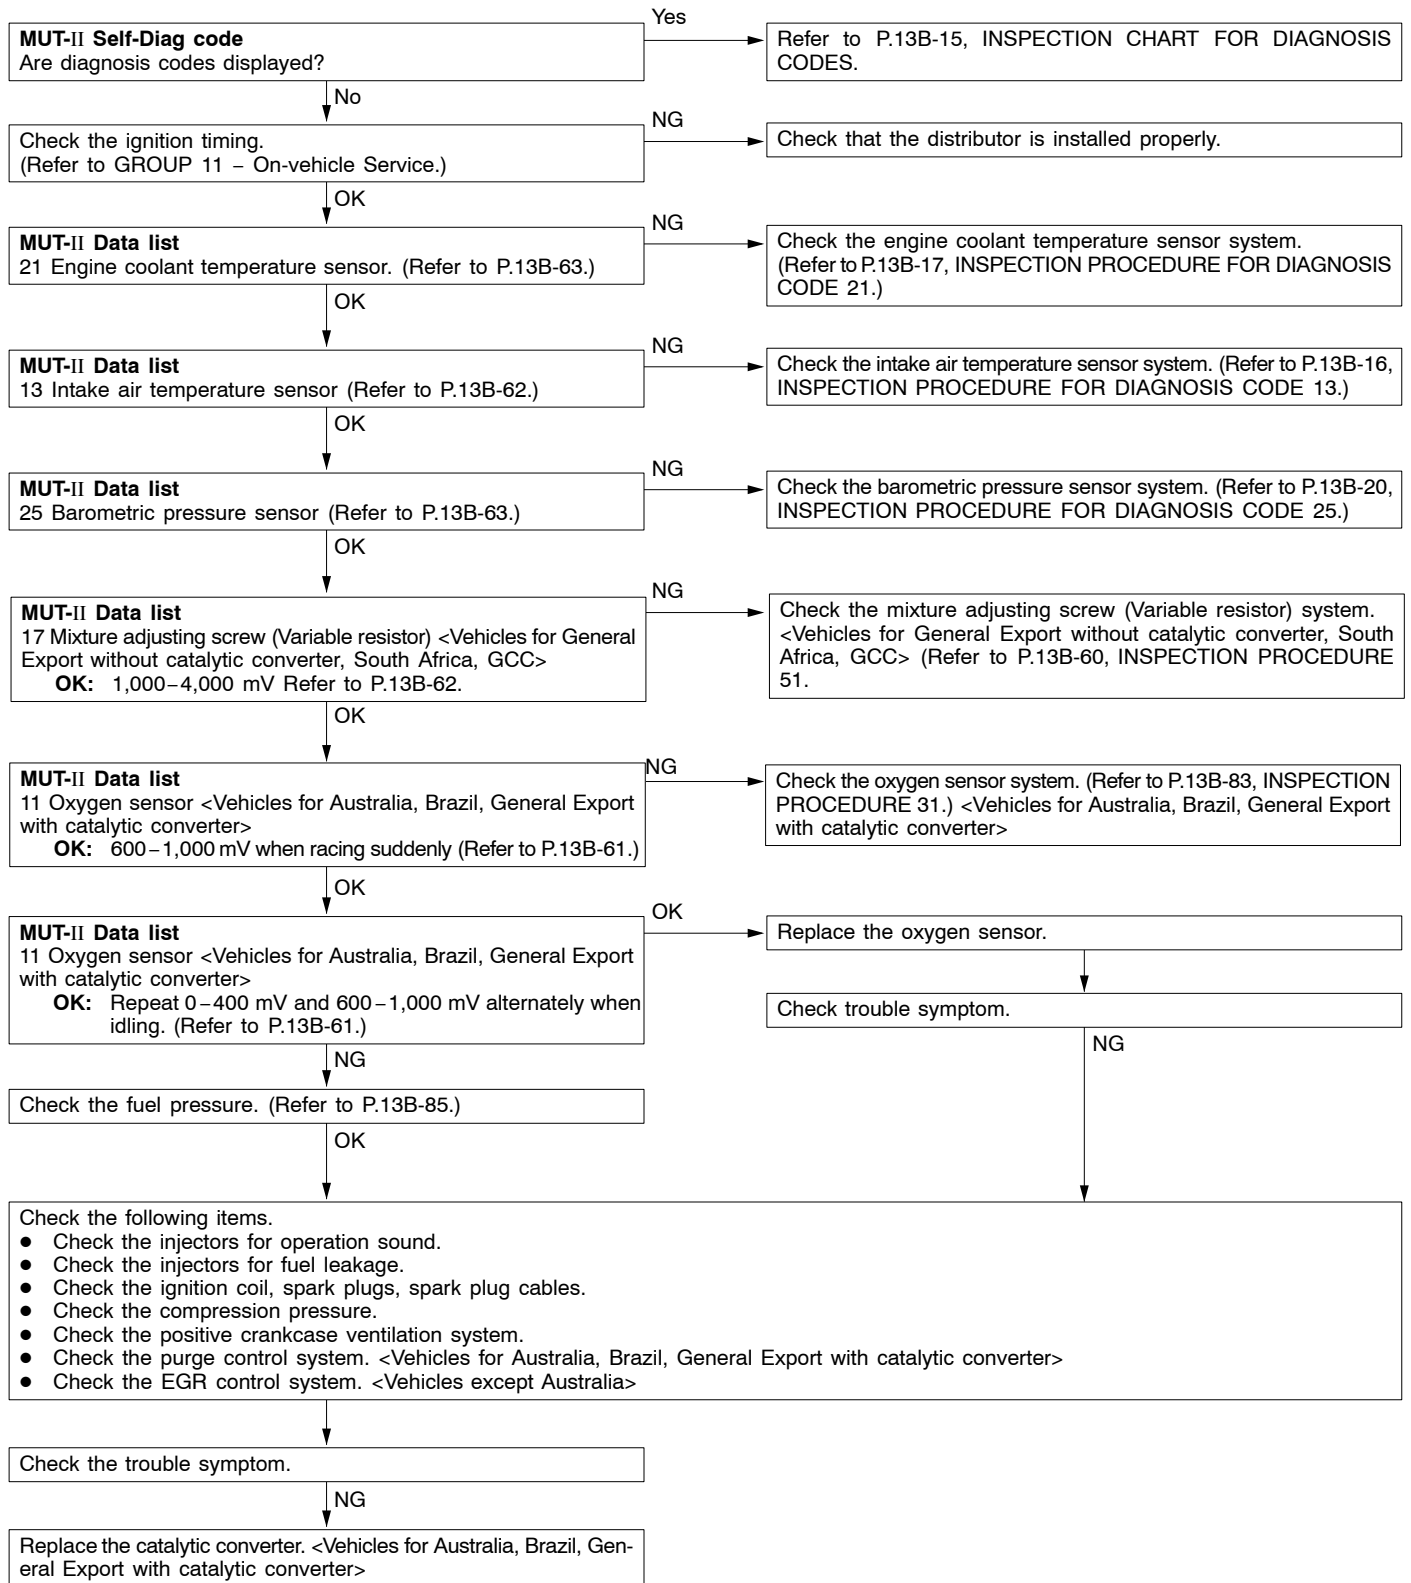 Yes
MUT-II Self-Diag code
Are diagnosis codes displayed?
Refer to P.13B-15, INSPECTION CHART FOR DIAGNOSIS
CODES.
No
Check the ignition timing.
(Refer to GROUP 11 – On-vehicle Service.)
NG
Check that the distributor is installed properly.
OK
MUT-II Data list
21 Engine coolant temperature sensor. (Refer to P.13B-63.)
NG
Check the engine coolant temperature sensor system.
(Refer to P.13B-17, INSPECTION PROCEDURE FOR DIAGNOSIS
CODE 21.)
OK
MUT-II Data list
13 Intake air temperature sensor (Refer to P.13B-62.)
NG
Check the intake air temperature sensor system. (Refer to P.13B-16,
INSPECTION PROCEDURE FOR DIAGNOSIS CODE 13.)
OK
MUT-II Data list
25 Barometric pressure sensor (Refer to P.13B-63.)
NG
Check the barometric pressure sensor system. (Refer to P.13B-20,
INSPECTION PROCEDURE FOR DIAGNOSIS CODE 25.)
OK
MUT-II Data list
17 Mixture adjusting screw (Variable resistor) <Vehicles for General
Export without catalytic converter, South Africa, GCC>
OK: 1,000–4,000 mV Refer to P.13B-62.
NG
Check the mixture adjusting screw (Variable resistor) system.
<Vehicles for General Export without catalytic converter, South
Africa, GCC> (Refer to P.13B-60, INSPECTION PROCEDURE
51.
OK
MUT-II Data list
11 Oxygen sensor <Vehicles for Australia, Brazil, General Export
with catalytic converter>
OK: 600–1,000 mV when racing suddenly (Refer to P.13B-61.)
NG
Check the oxygen sensor system. (Refer to P.13B-83, INSPECTION
PROCEDURE 31.) <Vehicles for Australia, Brazil, General Export
with catalytic converter>
OK
MUT-II Data list
11 Oxygen sensor <Vehicles for Australia, Brazil, General Export
with catalytic converter>
OK: Repeat 0–400 mV and 600–1,000 mV alternately when
idling. (Refer to P.13B-61.)
OK
Replace the oxygen sensor.
Check trouble symptom.
NG
NG
Check the fuel pressure. (Refer to P.13B-85.)
OK
Check the following items.
● Check the injectors for operation sound.
● Check the injectors for fuel leakage.
● Check the ignition coil, spark plugs, spark plug cables.
● Check the compression pressure.
● Check the positive crankcase ventilation system.
● Check the purge control system. <Vehicles for Australia, Brazil, General Export with catalytic converter>
● Check the EGR control system. <Vehicles except Australia>
Check the trouble symptom.
NG
Replace the catalytic converter. <Vehicles for Australia, Brazil, Gen-
eral Export with catalytic converter>